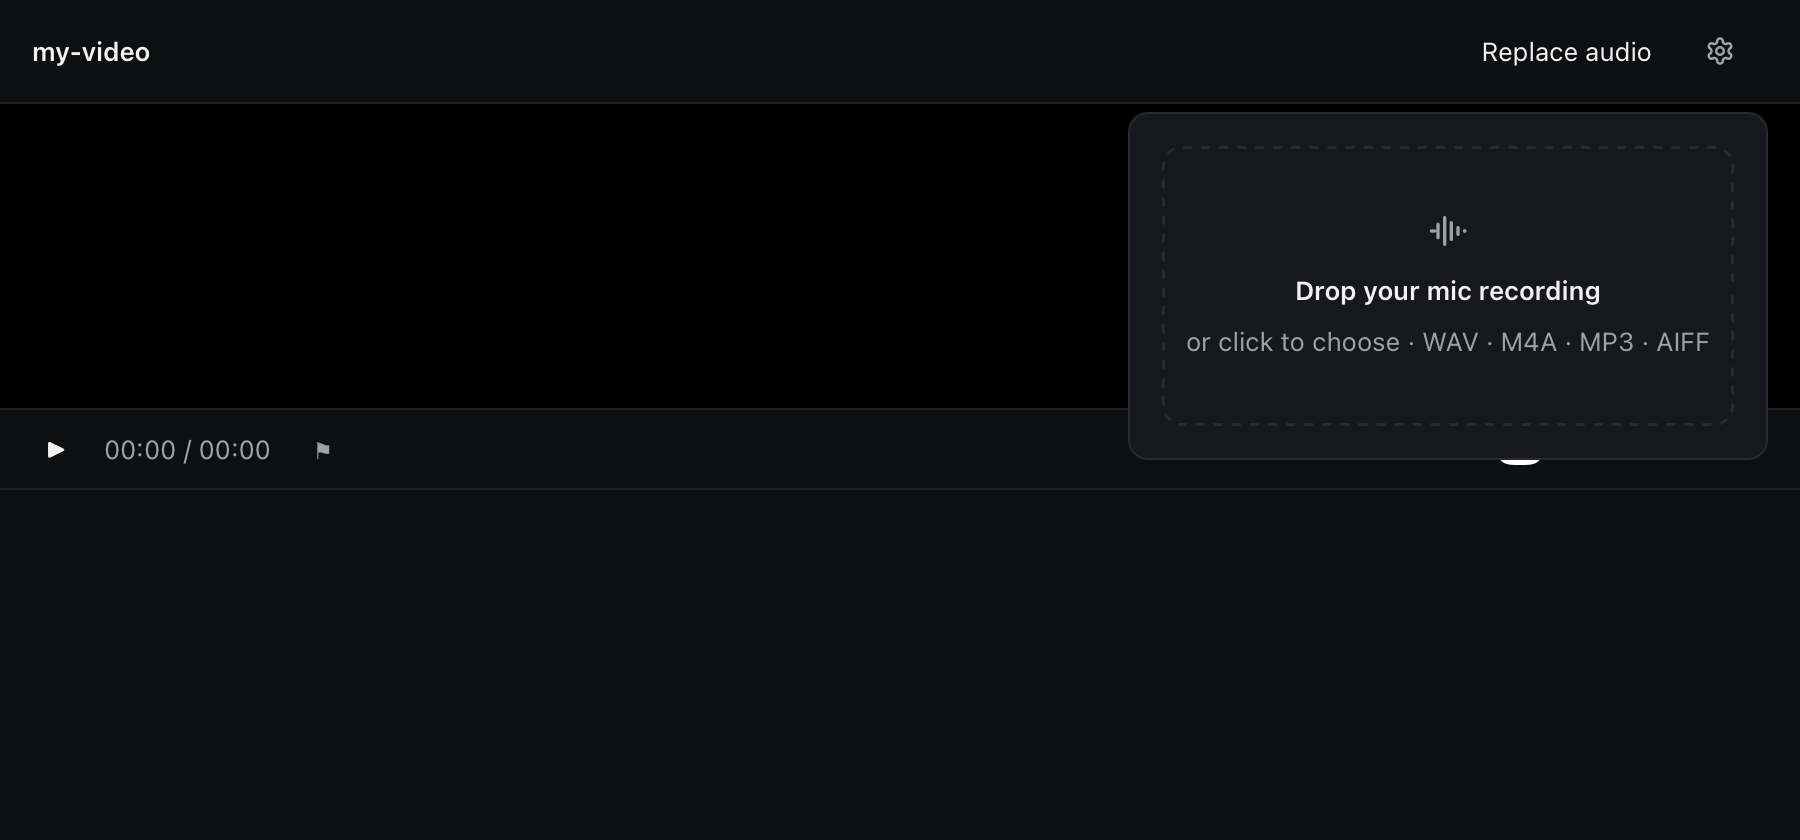 my-video
Replace audio
Drop your mic recording
or click to choose · WAV · M4A · MP3 · AIFF
00:00 / 00:00